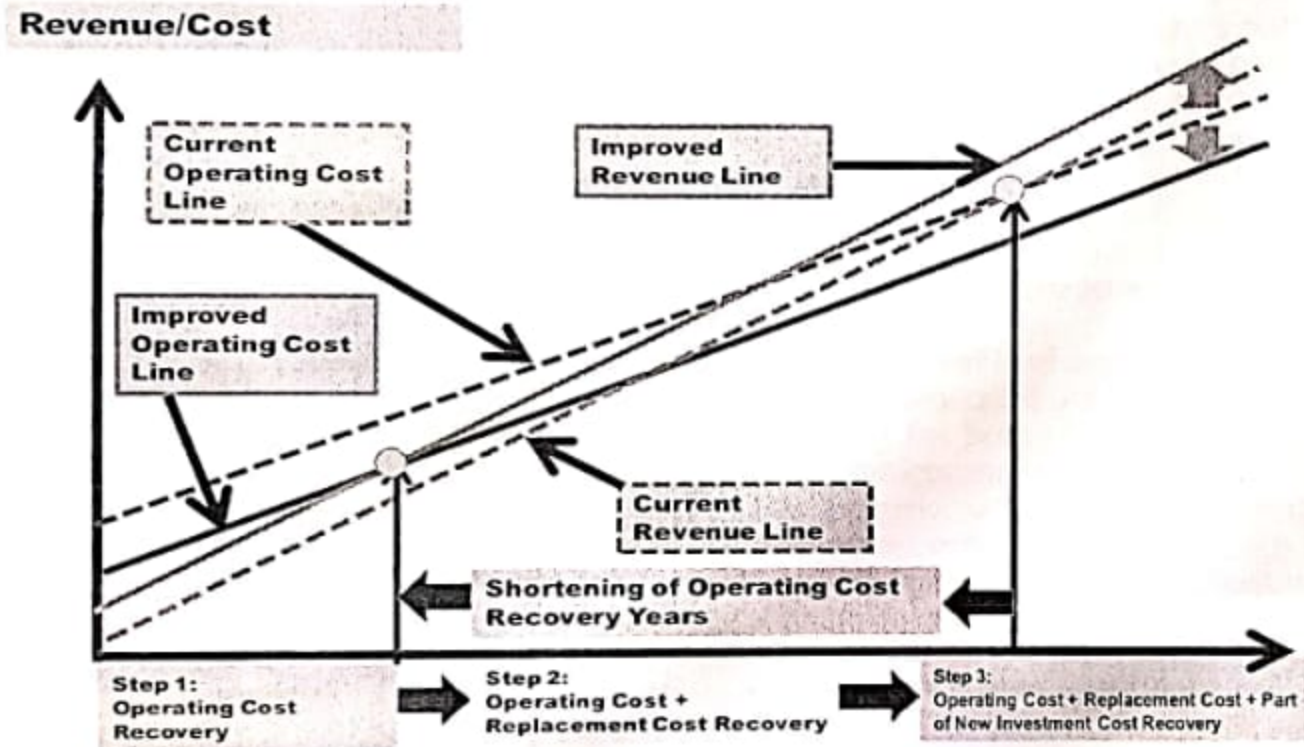 Revenue/Cost
Current
Operating Cost
Line
Improved
Revenue Line
Improved
Operating Cost
Line
Current
Revenue Line
Shortening of Operating Cost
Recovery Years
Step 1:
Operating Cost
Recovery
Step 2:
Operating Cost +
Replacement Cost Recovery
Step 3:
Operating Cost + Replacement Cost + Part
of New Investment Cost Recovery